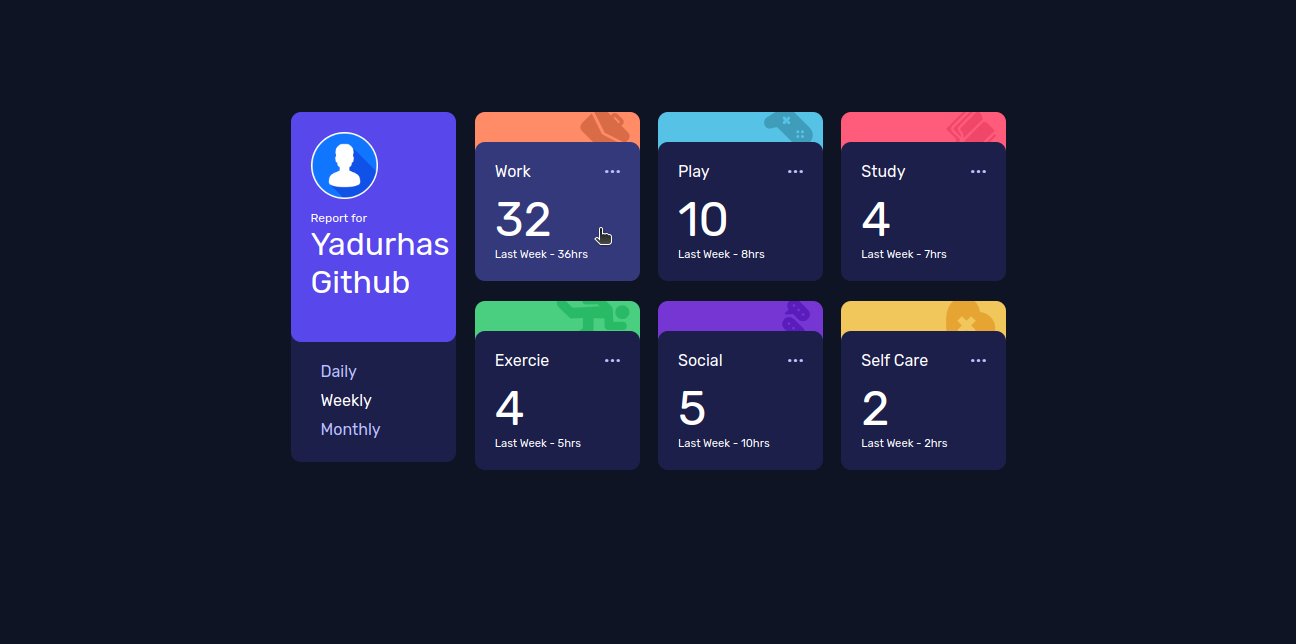 Report for
Yadurhas
Github
Daily
Weekly
Monthly
Work
32
Last Week - 36hrs
Play
10
Last Week - 8hrs
Study
4
Last Week - 7hrs
Exercie
4
Last Week - 5hrs
Social
5
Last Week - 10hrs
Self Care
2
Last Week - 2hrs